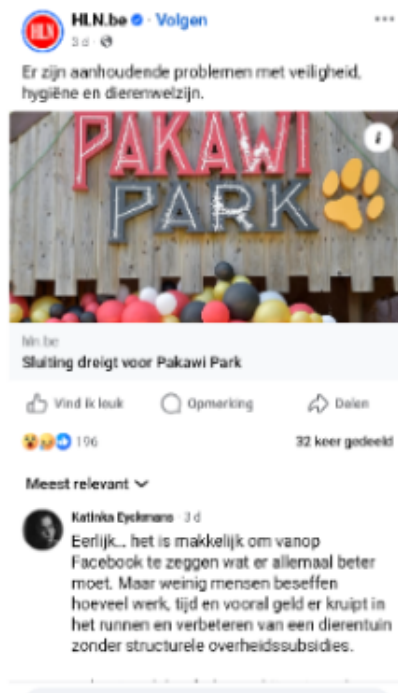 HLN
HLN.be · Volgen
3 d ·
Er zijn aanhoudende problemen met veiligheid,
hygiëne en dierenwelzijn.
PAKAWI
PARK
i
hln.be
Sluiting dreigt voor Pakawi Park
Vind ik leuk
Opmerking
Delen
196
32 keer gedeeld
Meest relevant
Katinka Eyckmans 3 d
Eerlijk... het is makkelijk om vanop
Facebook te zeggen wat er allemaal beter
moet. Maar weinig mensen beseffen
hoeveel werk, tijd en vooral geld er kruipt in
het runnen en verbeteren van een dierentuin
zonder structurele overheidssubsidies.